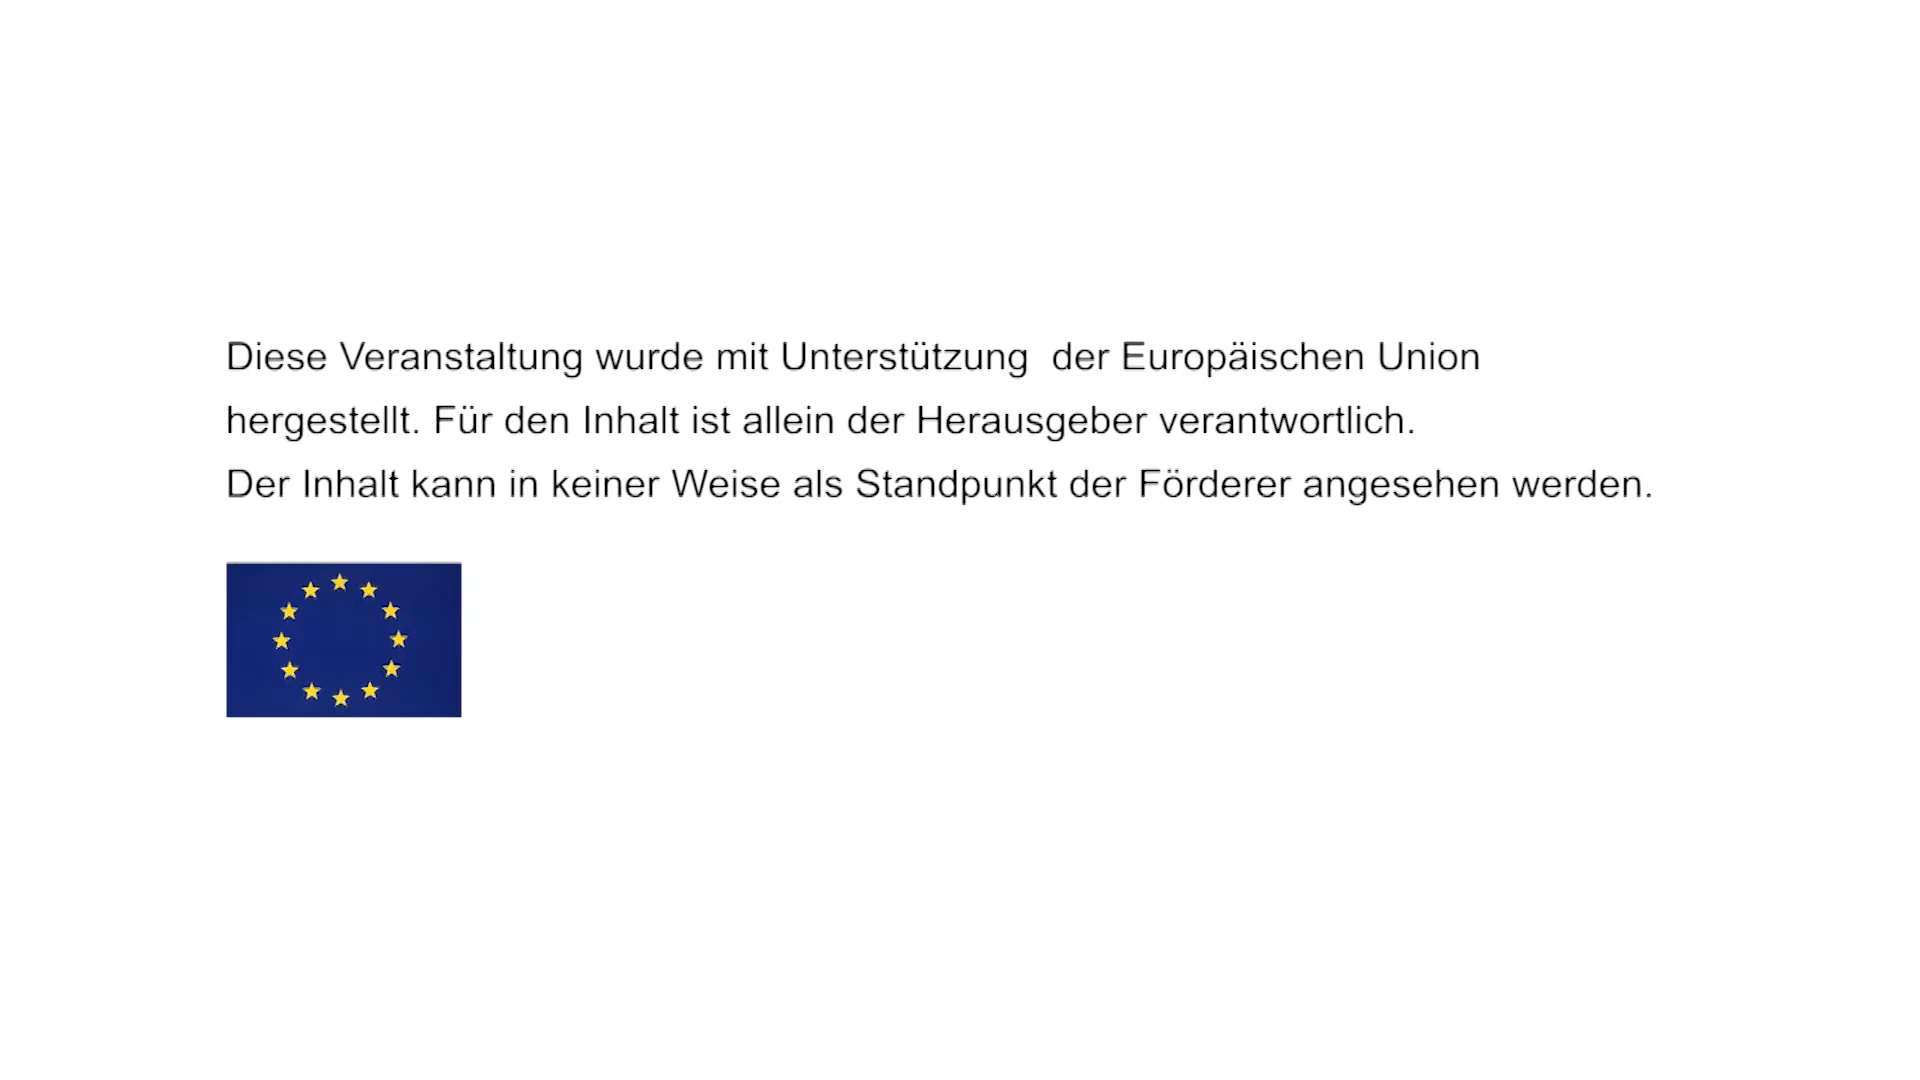 Diese Veranstaltung wurde mit Unterstützung  der Europäischen Union
hergestellt. Für den Inhalt ist allein der Herausgeber verantwortlich.
Der Inhalt kann in keiner Weise als Standpunkt der Förderer angesehen werden.